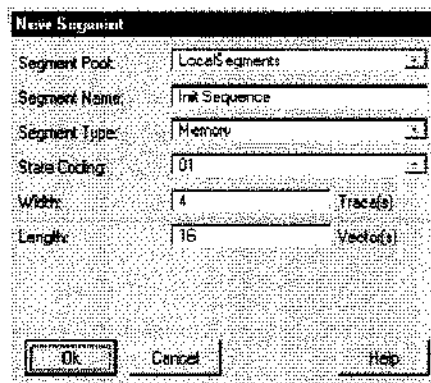 New Segment
Segment Pool: LocalSegments
Segment Name: Init Sequence
Segment Type: Memory
State Coding: 01
Width: 4 Trace(s)
Length: 16 Vector(s)
Ok Cancel Help